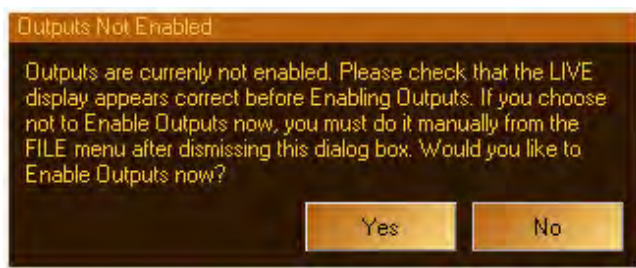 Outputs Not Enabled
Outputs are currenly not enabled. Please check that the LIVE
display appears correct before Enabling Outputs. If you choose
not to Enable Outputs now, you must do it manually from the
FILE menu after dismissing this dialog box. Would you like to
Enable Outputs now?
Yes No